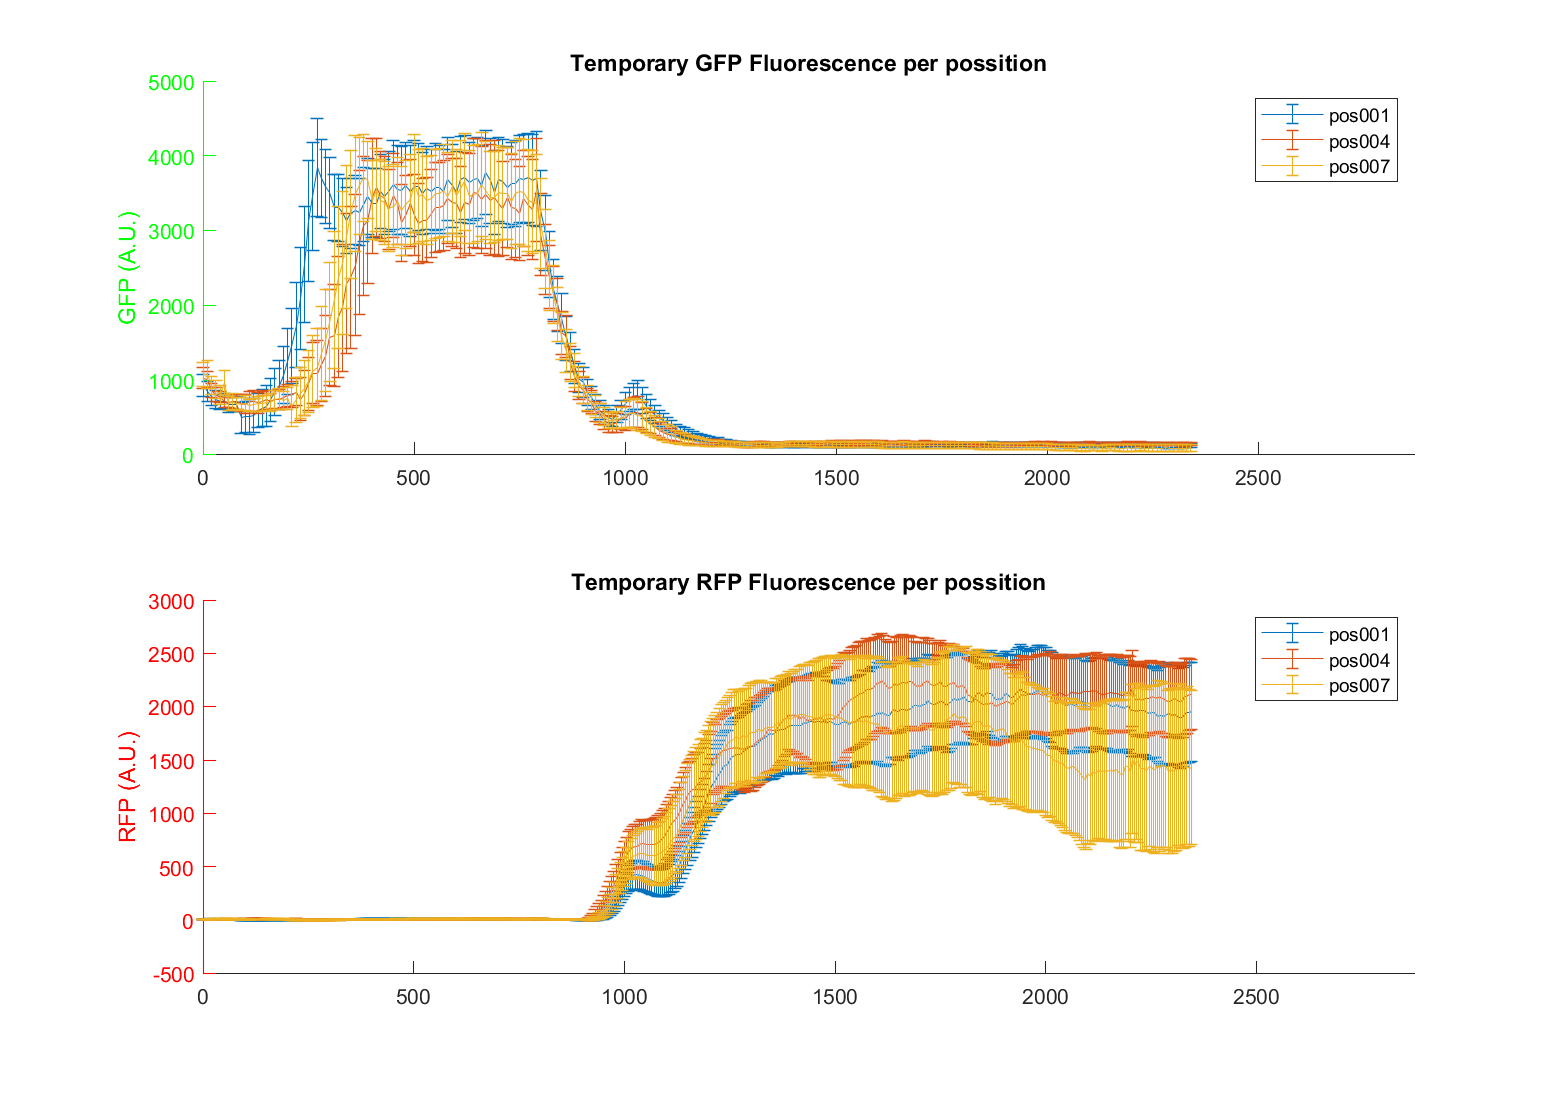 Temporary GFP Fluorescence per possition
GFP (A.U.)
5000
4000
3000
2000
1000
0
0 500 1000 1500 2000 2500
pos001
pos004
pos007
Temporary RFP Fluorescence per possition
RFP (A.U.)
3000
2500
2000
1500
1000
500
0
-500
0 500 1000 1500 2000 2500
pos001
pos004
pos007